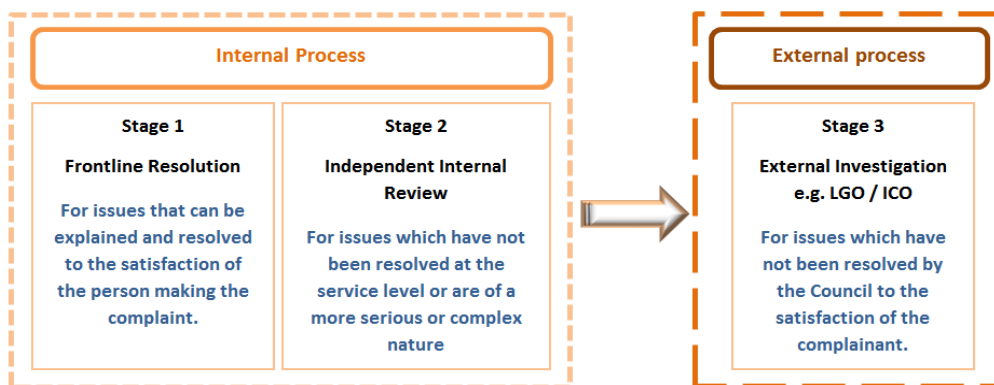 Internal Process
External process
Stage 1
Frontline Resolution
For issues that can be
explained and resolved
to the satisfaction of
the person making the
complaint.
Stage 2
Independent Internal
Review
For issues which have not
been resolved at the
service level or are of a
more serious or complex
nature
Stage 3
External Investigation
e.g. LGO / ICO
For issues which have
not been resolved by
the Council to the
satisfaction of the
complainant.